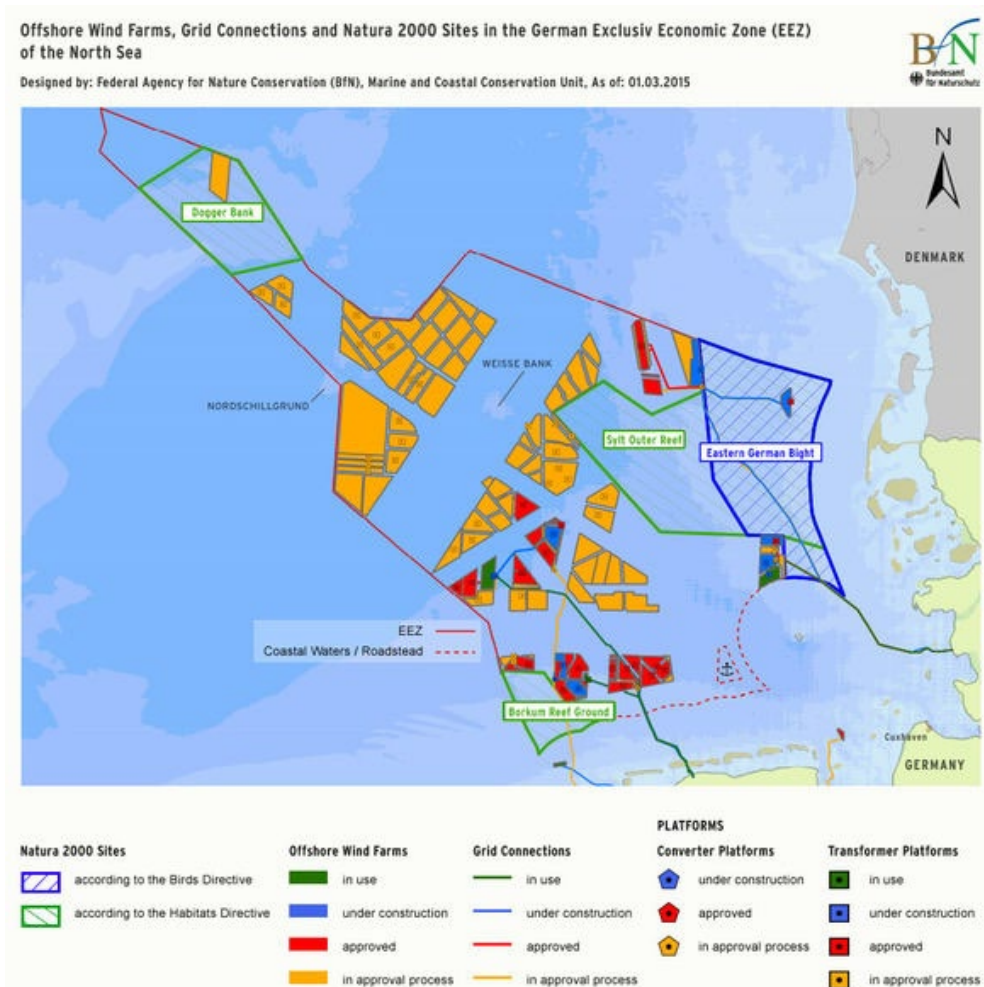 Offshore Wind Farms, Grid Connections and Natura 2000 Sites in the German Exclusiv Economic Zone (EEZ)
of the North Sea
Designed by: Federal Agency for Nature Conservation (BfN), Marine and Coastal Conservation Unit, As of: 01.03.2015
BfN
Bundesamt
für Naturschutz
N
Dogger Bank
DENMARK
WEISSE BANK
NORDSCHILLGRUND
Sylt Outer Reef
Eastern German Bight
EEZ
Coastal Waters / Roadstead
Borkum Reef Ground
Cuxhaven
GERMANY
PLATFORMS
Natura 2000 Sites
Offshore Wind Farms
Grid Connections
Converter Platforms
Transformer Platforms
according to the Birds Directive
in use
in use
under construction
in use
according to the Habitats Directive
under construction
under construction
approved
under construction
approved
approved
in approval process
approved
in approval process
in approval process
in approval process